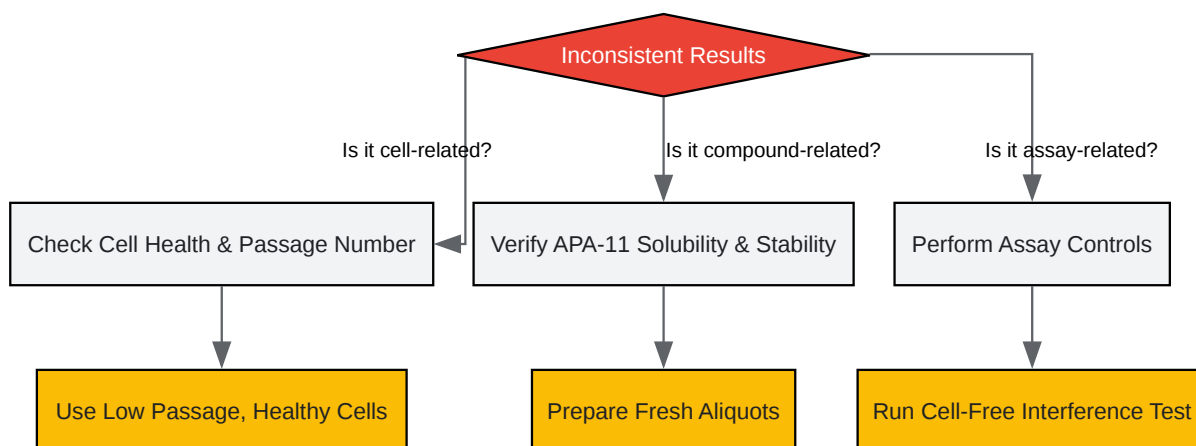 Inconsistent Results
Is it cell-related?
Is it compound-related?
Is it assay-related?
Check Cell Health & Passage Number
Verify APA-11 Solubility & Stability
Perform Assay Controls
Use Low Passage, Healthy Cells
Prepare Fresh Aliquots
Run Cell-Free Interference Test